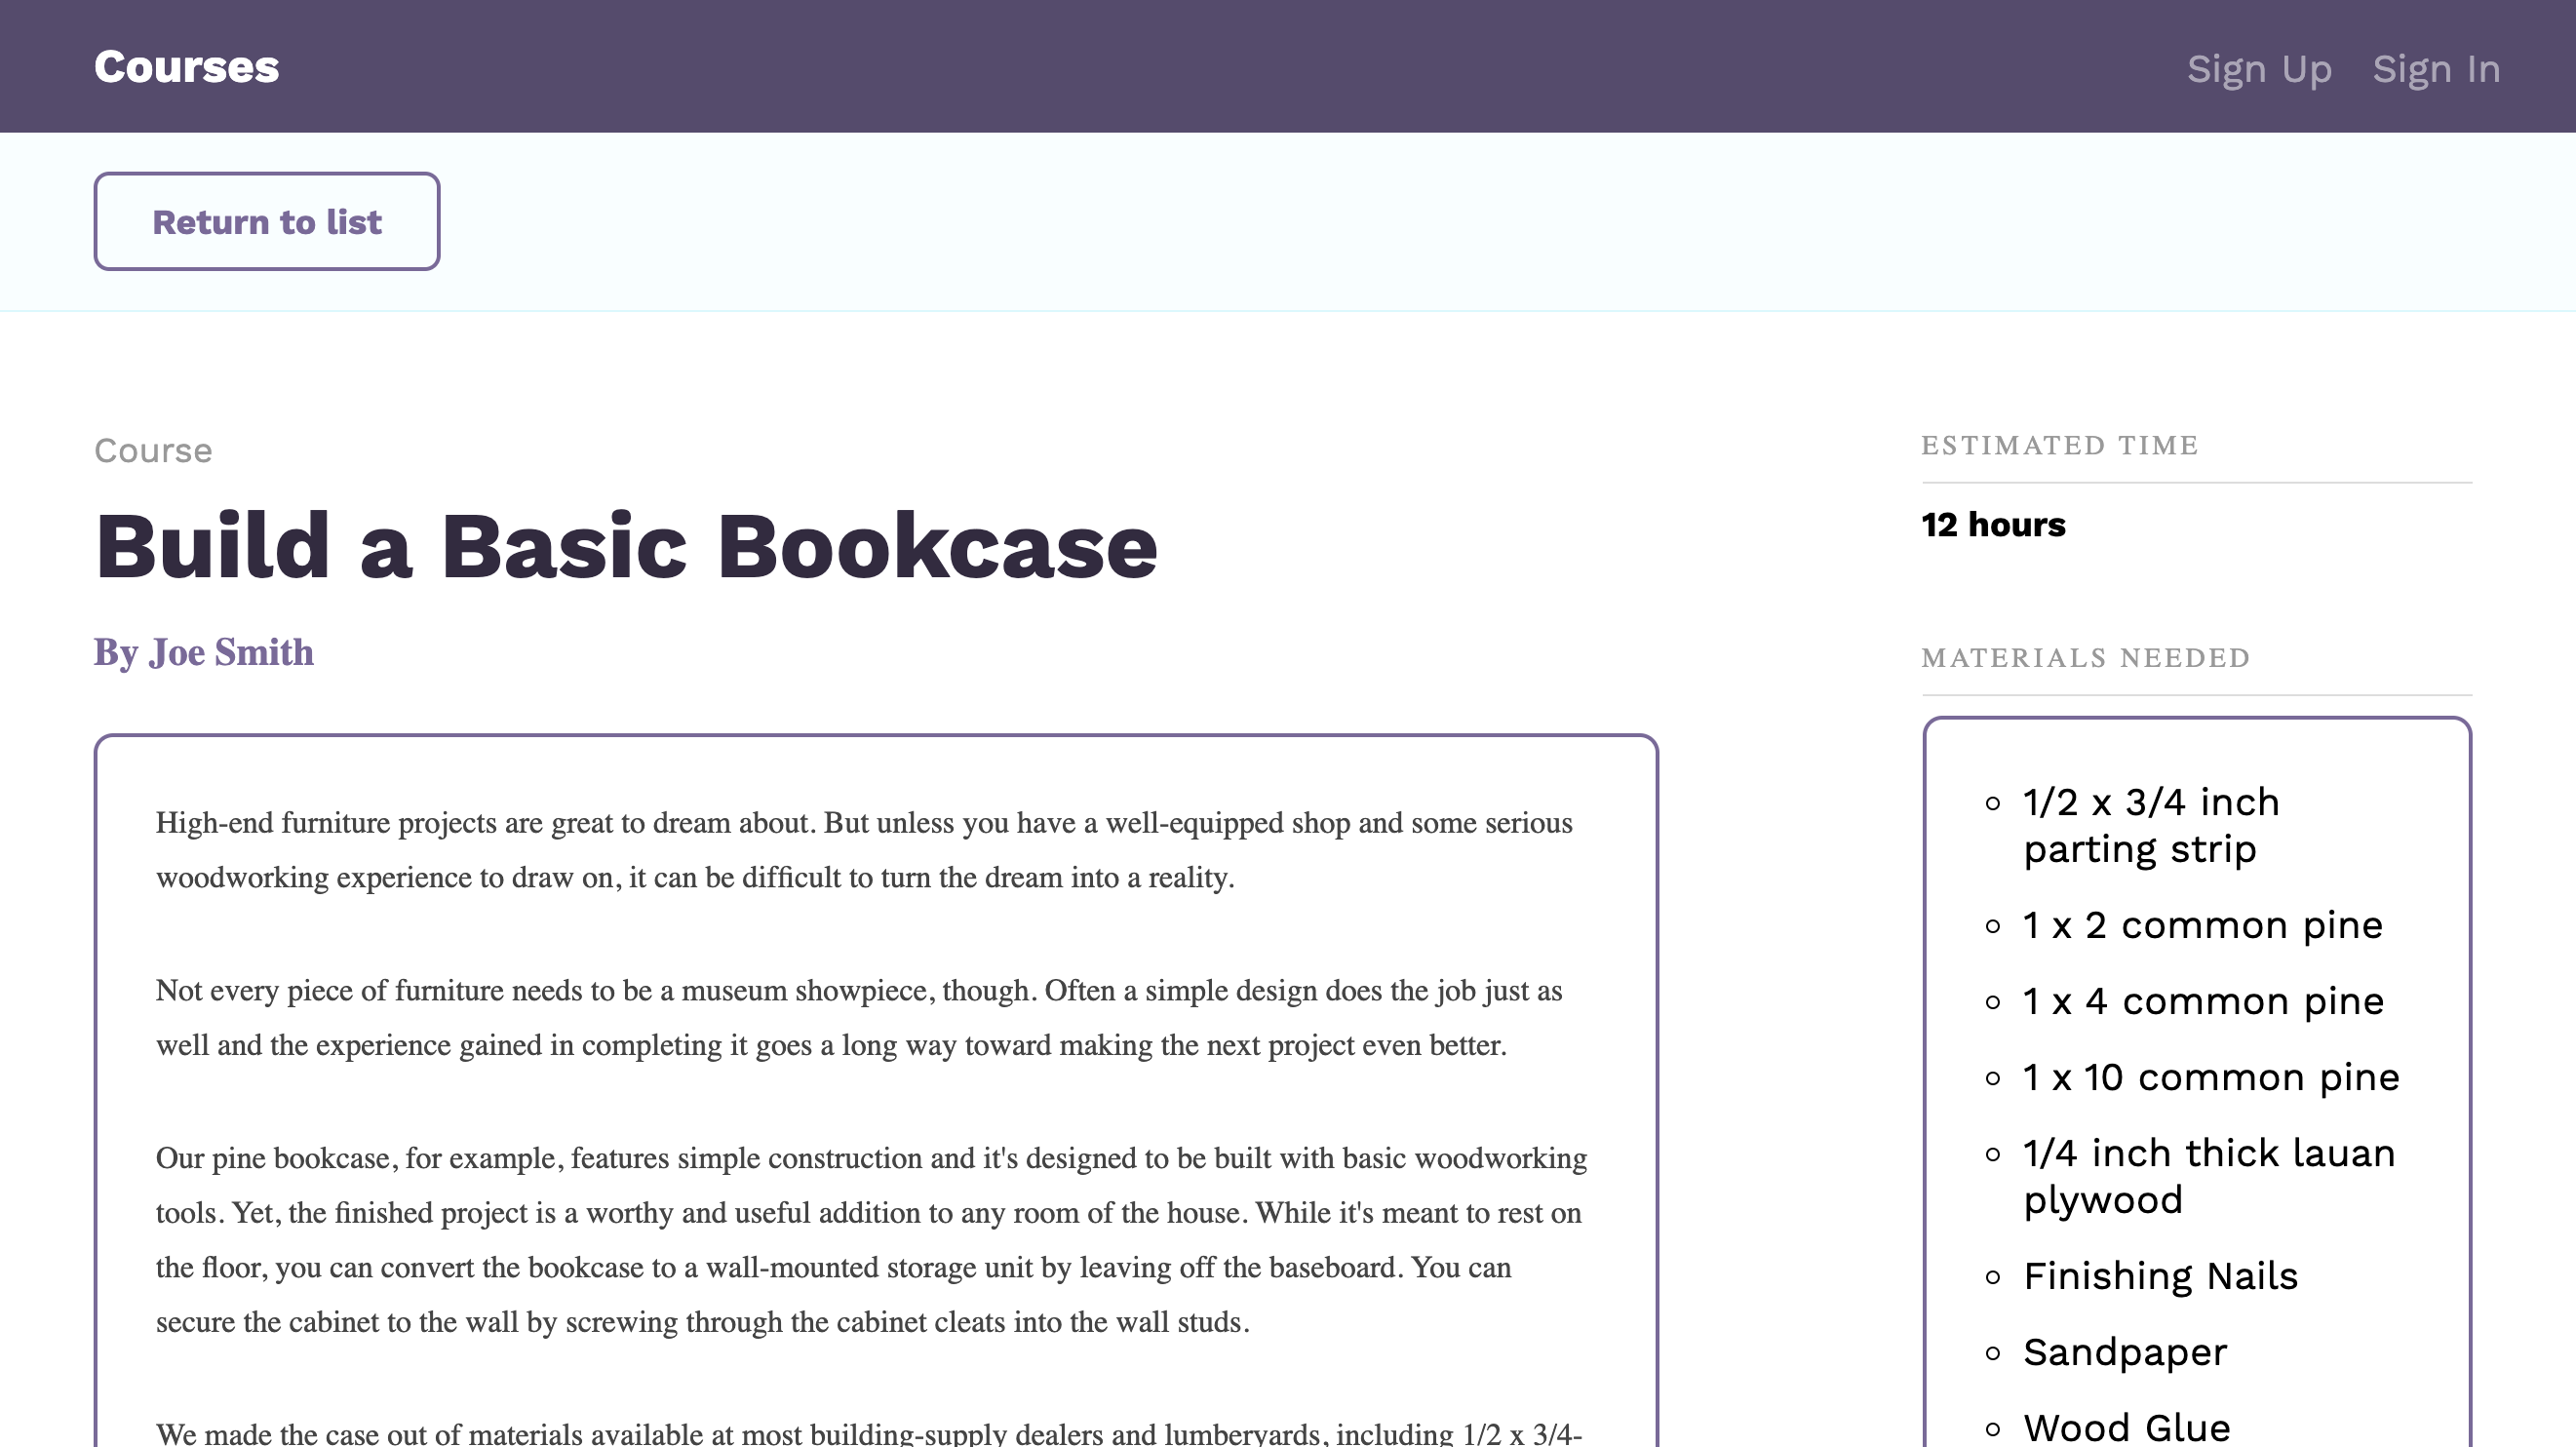 Courses
Sign Up
Sign In
Return to list
Course
Build a Basic Bookcase
By Joe Smith
High-end furniture projects are great to dream about. But unless you have a well-equipped shop and some serious
woodworking experience to draw on, it can be difficult to turn the dream into a reality.
Not every piece of furniture needs to be a museum showpiece, though. Often a simple design does the job just as
well and the experience gained in completing it goes a long way toward making the next project even better.
Our pine bookcase, for example, features simple construction and it's designed to be built with basic woodworking
tools. Yet, the finished project is a worthy and useful addition to any room of the house. While it's meant to rest on
the floor, you can convert the bookcase to a wall-mounted storage unit by leaving off the baseboard. You can
secure the cabinet to the wall by screwing through the cabinet cleats into the wall studs.
We made the case out of materials available at most building-supply dealers and lumberyards, including 1/2 x 3/4-
ESTIMATED TIME
12 hours
MATERIALS NEEDED
1/2 x 3/4 inch
parting strip
1 x 2 common pine
1 x 4 common pine
1 x 10 common pine
1/4 inch thick lauan
plywood
Finishing Nails
Sandpaper
Wood Glue